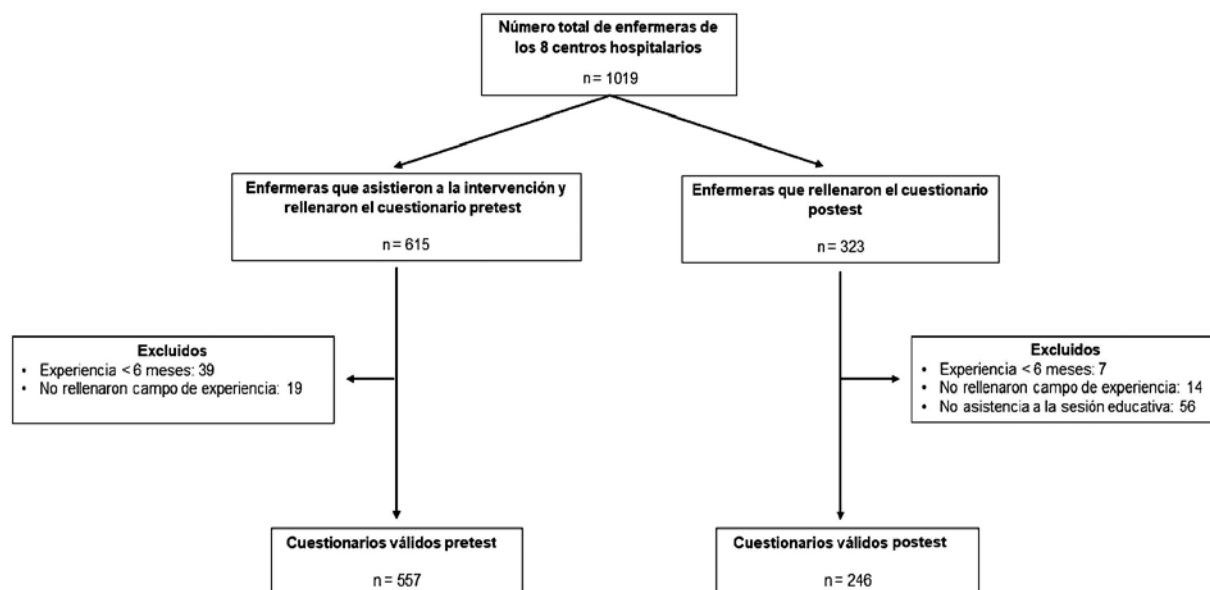 Número total de enfermeras de
los 8 centros hospitalarios
n = 1019
Enfermeras que asistieron a la intervención y
rellenaron el cuestionario pretest
n = 615
Enfermeras que rellenaron el cuestionario
postest
n = 323
Excluidos
• Experiencia < 6 meses: 39
• No rellenaron campo de experiencia: 19
Excluidos
• Experiencia < 6 meses: 7
• No rellenaron campo de experiencia: 14
• No asistencia a la sesión educativa: 56
Cuestionarios válidos pretest
n = 557
Cuestionarios válidos postest
n = 246